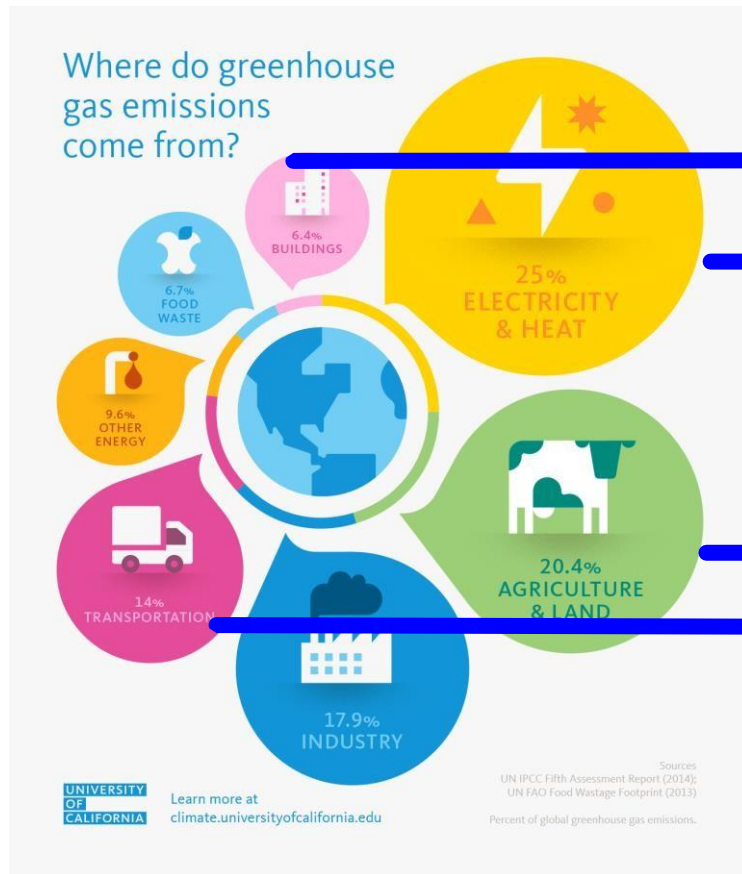 Where do greenhouse
gas emissions
come from?
6.4%
BUILDINGS
6.7%
FOOD
WASTE
25%
ELECTRICITY
& HEAT
9.6%
OTHER
ENERGY
20.4%
AGRICULTURE
& LAND
14%
TRANSPORTATION
17.9%
INDUSTRY
UNIVERSITY
OF
CALIFORNIA
Learn more at
climate.universityofcalifornia.edu
Sources
UN IPCC Fifth Assessment Report (2014);
UN FAO Food Wastage Footprint (2013)
Percent of global greenhouse gas emissions.